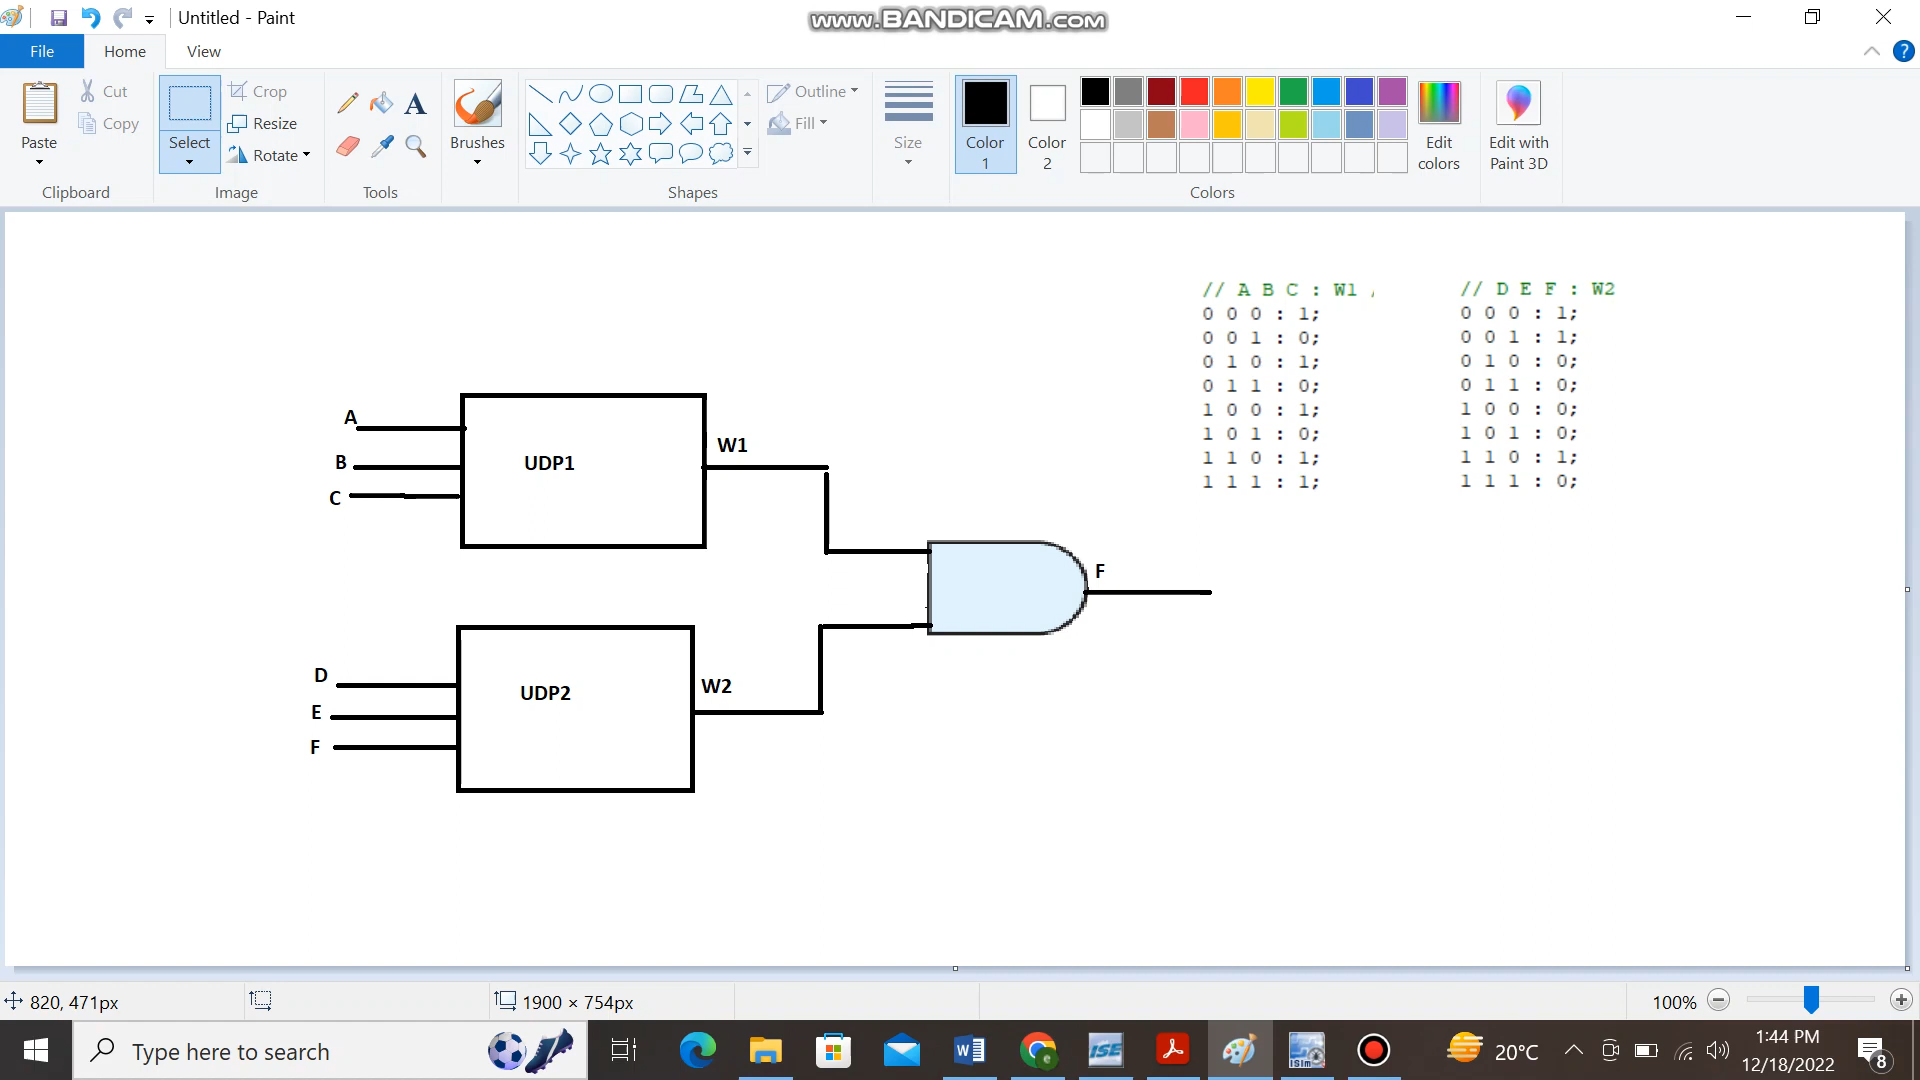 Untitled - Paint
www.BANDICAM.com
File
Home
View
?
Paste
Cut
Copy
Clipboard
Select
Crop
Resize
Rotate
Image
A
Tools
Brushes
Shapes
Outline
Fill
Size
Color 1
Color 2
Colors
Edit colors
Edit with Paint 3D
// A B C : W1 /
0 0 0 : 1;
0 0 1 : 0;
0 1 0 : 1;
0 1 1 : 0;
1 0 0 : 1;
1 0 1 : 0;
1 1 0 : 1;
1 1 1 : 1;
// D E F : W2
0 0 0 : 1;
0 0 1 : 1;
0 1 0 : 0;
0 1 1 : 0;
1 0 0 : 0;
1 0 1 : 0;
1 1 0 : 1;
1 1 1 : 0;
A
B
C
UDP1
W1
F
D
E
F
UDP2
W2
820, 471px
1900 × 754px
100%
Type here to search
W
ISE
ISim
20°C
1:44 PM
12/18/2022
8